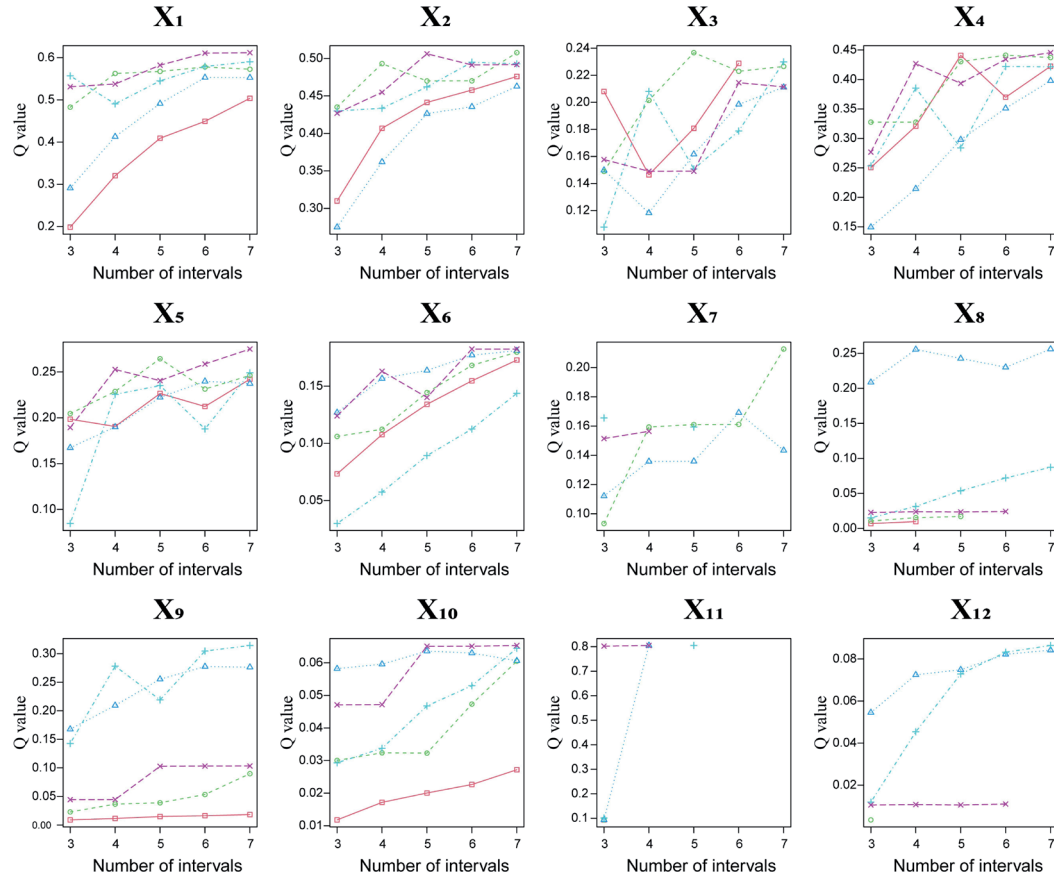 X₁ X₂ X₃ X₄
0.6 0.5 0.4 0.3 0.2
Q value
3 4 5 6 7
Number of intervals
0.50 0.45 0.40 0.30
Q value
3 4 5 6 7
Number of intervals
0.24 0.22 0.20 0.18 0.16 0.14 0.12
Q value
3 4 5 6 7
Number of intervals
0.45 0.40 0.35 0.30 0.25 0.20 0.15
Q value
3 4 5 6 7
Number of intervals
X₅ X₆ X₇ X₈
0.25 0.20 0.15 0.10
Q value
3 4 5 6 7
Number of intervals
0.15 0.10 0.05
Q value
3 4 5 6 7
Number of intervals
0.20 0.18 0.16 0.14 0.12 0.10
Q value
3 4 5 6 7
Number of intervals
0.25 0.20 0.15 0.10 0.05 0.00
Q value
3 4 5 6 7
Number of intervals
X₉ X₁₀ X₁₁ X₁₂
0.30 0.25 0.20 0.15 0.10 0.05 0.00
Q value
3 4 5 6 7
Number of intervals
0.06 0.05 0.04 0.03 0.02 0.01
Q value
3 4 5 6 7
Number of intervals
0.8 0.7 0.6 0.5 0.4 0.3 0.2 0.1
Q value
3 4 5 6 7
Number of intervals
0.08 0.06 0.04 0.02
Q value
3 4 5 6 7
Number of intervals